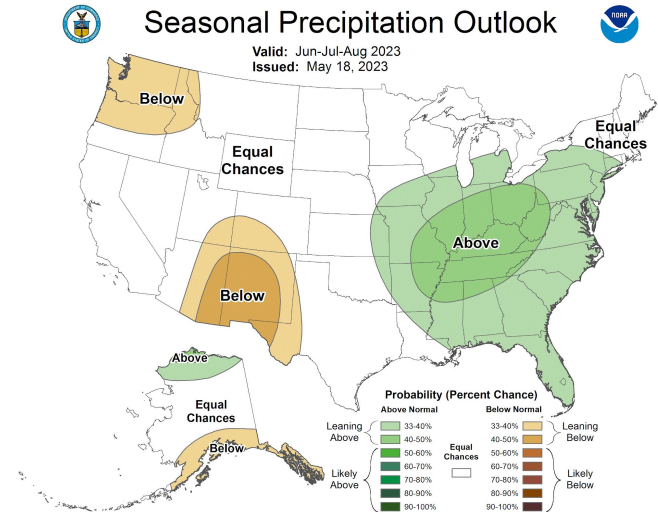 Seasonal Precipitation Outlook
NOAA
Valid: Jun-Jul-Aug 2023
Issued: May 18, 2023
Below
Equal
Chances
Equal
Chances
Above
Below
Above
Equal
Chances
Below
Probability (Percent Chance)
Above Normal
Below Normal
Leaning
Above
33-40%
40-50%
50-60%
60-70%
70-80%
80-90%
90-100%
Likely
Above
Equal
Chances
33-40%
40-50%
50-60%
60-70%
70-80%
80-90%
90-100%
Leaning
Below
Likely
Below